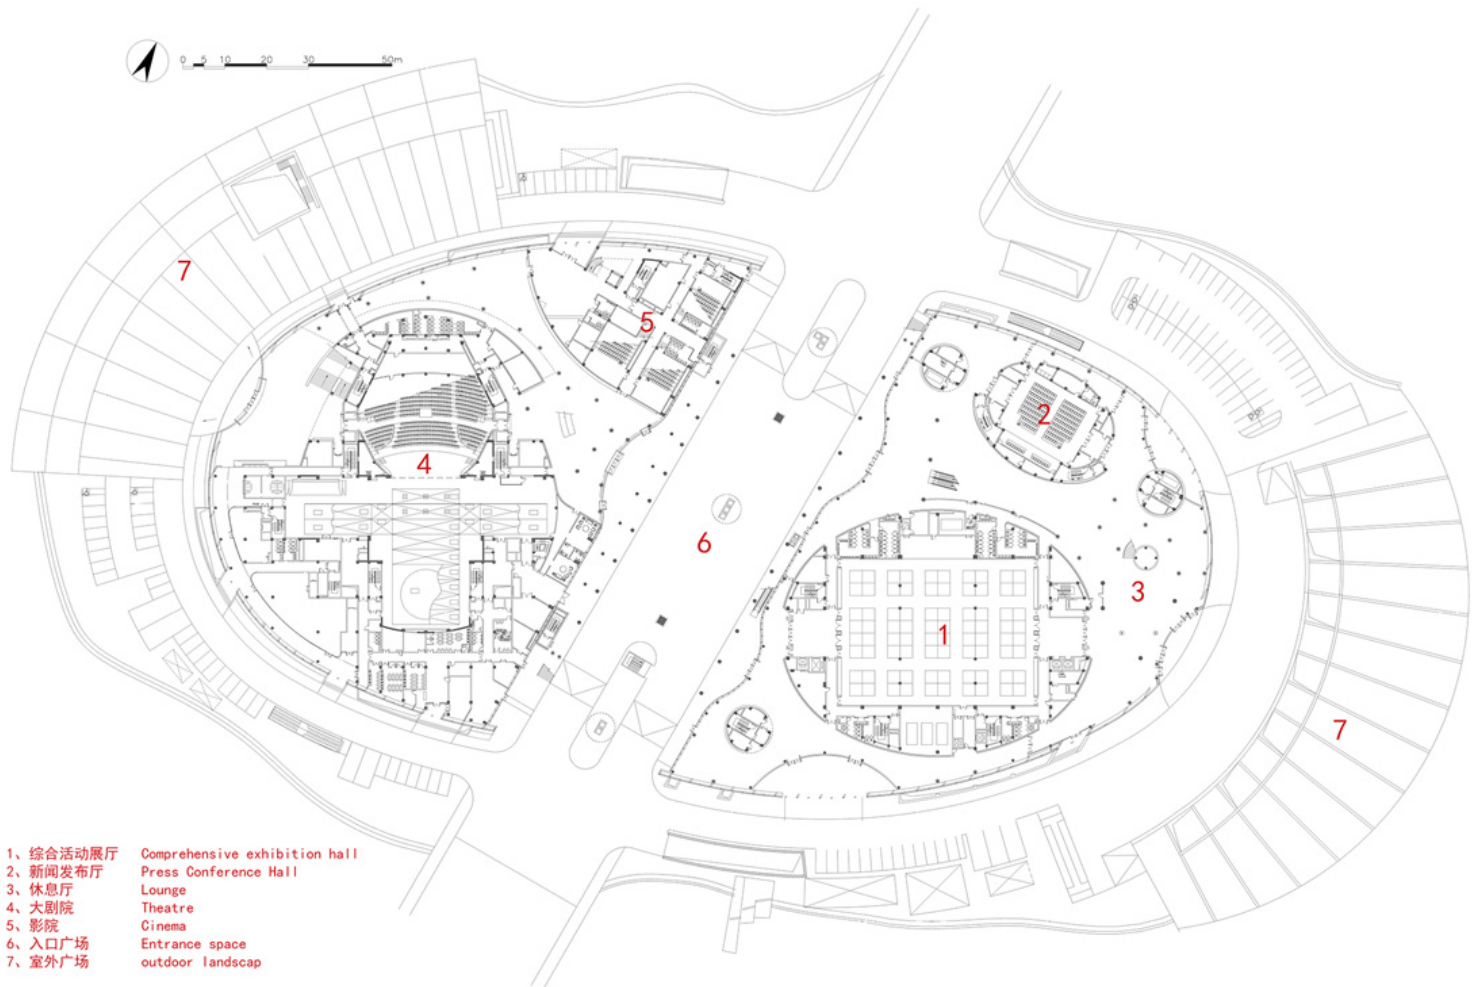 0 5 10 20 30 50m
7
5
2
4
6
3
1
7
1、综合活动展厅 Comprehensive exhibition hall
2、新闻发布厅 Press Conference Hall
3、休息厅 Lounge
4、大剧院 Theatre
5、影院 Cinema
6、入口广场 Entrance space
7、室外广场 outdoor landscap